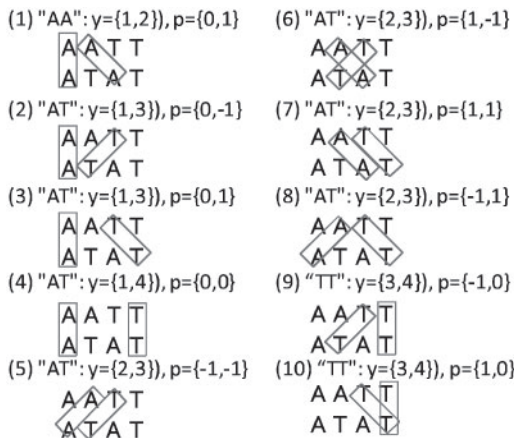 (1) "AA": y={1,2}), p={0,1}
A A T T
A T A T
(2) "AT": y={1,3}), p={0,-1}
A A T T
A T A T
(3) "AT": y={1,3}), p={0,1}
A A T T
A T A T
(4) "AT": y={1,4}), p={0,0}
A A T T
A T A T
(5) "AT": y={2,3}), p={-1,-1}
A A T T
A T A T
(6) "AT": y={2,3}), p={1,-1}
A A T T
A T A T
(7) "AT": y={2,3}), p={1,1}
A A T T
A T A T
(8) "AT": y={2,3}), p={-1,1}
A A T T
A T A T
(9) “TT": y={3,4}), p={-1,0}
A A T T
A T A T
(10) “TT": y={3,4}), p={1,0}
A A T T
A T A T